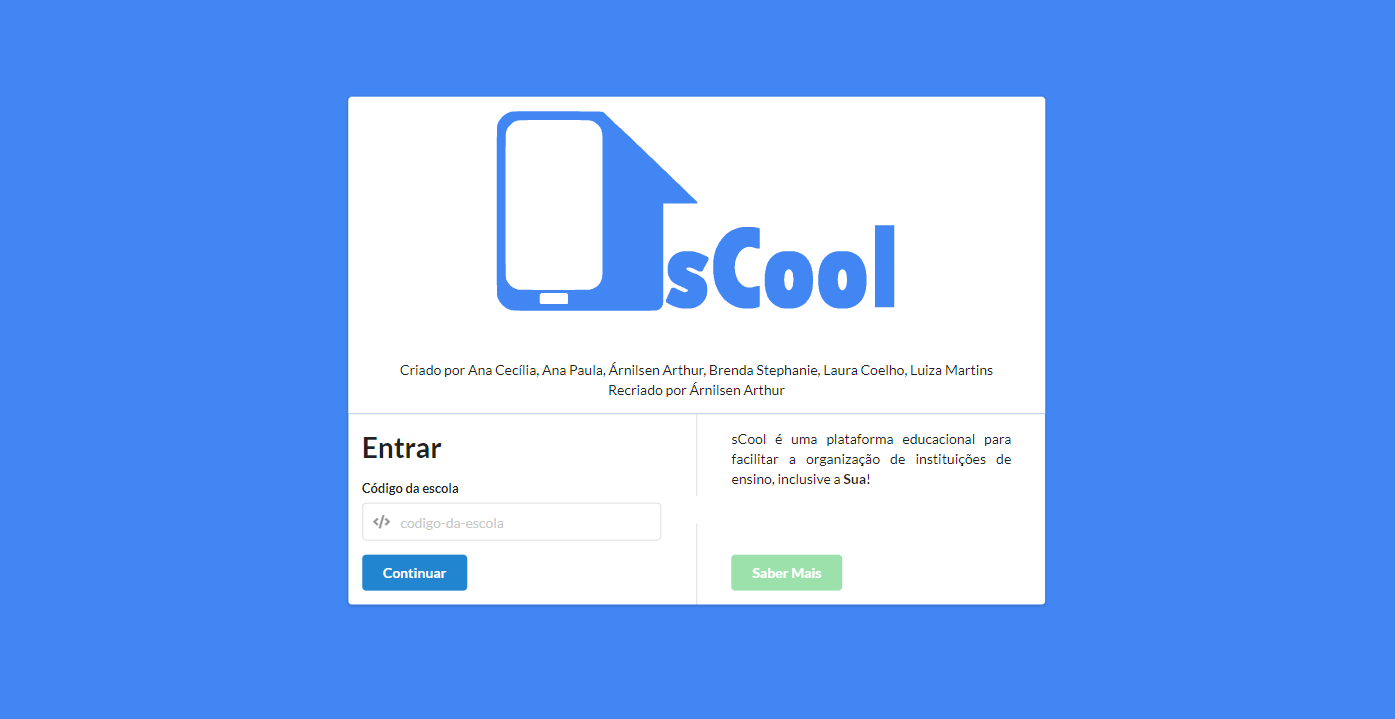 sCool
Criado por Ana Cecília, Ana Paula, Árnilsen Arthur, Brenda Stephanie, Laura Coelho, Luiza Martins
Recriado por Árnilsen Arthur
Entrar
Código da escola
codigo-da-escola
Continuar
sCool é uma plataforma educacional para
facilitar a organização de instituições de
ensino, inclusive a Sua!
Saber Mais